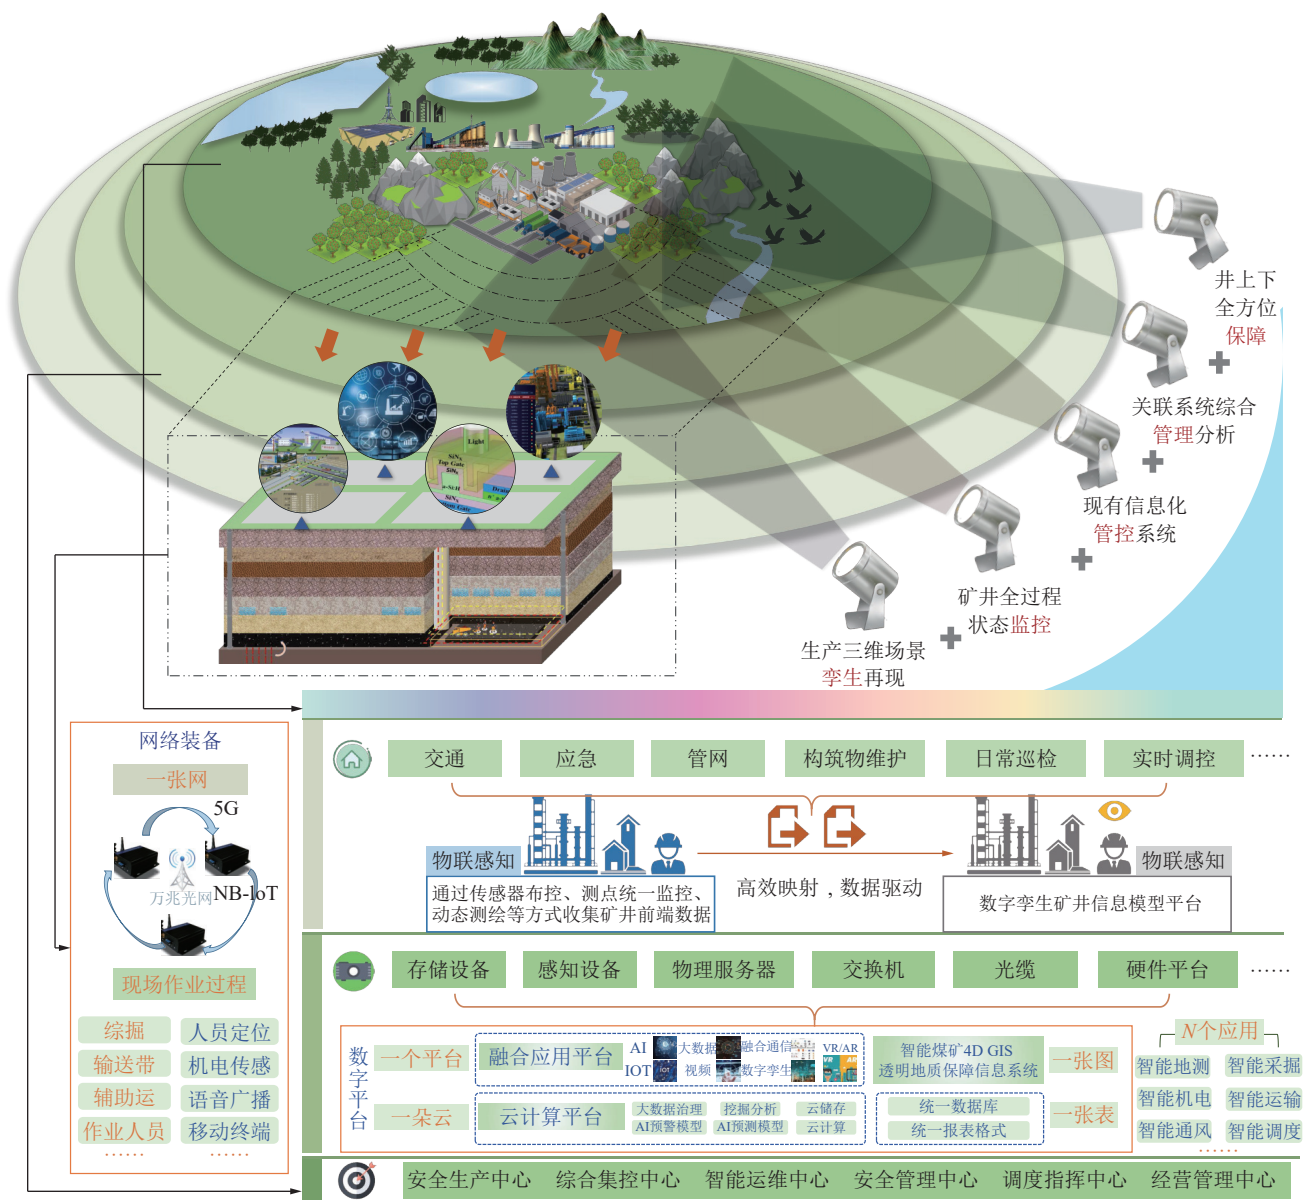 井上下
全方位
保障
关联系统综合
管理分析
现有信息化
管控系统
矿井全过程
状态监控
生产三维场景
孪生再现
Light
SiNx
Top Gate
SiNx
a-Si:H
SiNx
网络装备
一张网
5G
万兆光网
NB-IoT
现场作业过程
综掘
人员定位
输送带
机电传感
辅助运
语音广播
作业人员
移动终端
……
……
交通
应急
管网
构筑物维护
日常巡检
实时调控
……
物联感知
通过传感器布控、测点统一监控、
动态测绘等方式收集矿井前端数据
高效映射,数据驱动
物联感知
数字孪生矿井信息模型平台
存储设备
感知设备
物理服务器
交换机
光缆
硬件平台
……
数字平台
一个平台
融合应用平台
AI
大数据
融合通信
VR/AR
IOT
视频
数字孪生
智能煤矿4D GIS
透明地质保障信息系统
一张图
一朵云
云计算平台
大数据治理
挖掘分析
云储存
AI预警模型
AI预测模型
云计算
统一数据库
统一报表格式
一张表
N个应用
智能地测
智能采掘
智能机电
智能运输
智能通风
智能调度
……
安全生产中心
综合集控中心
智能运维中心
安全管理中心
调度指挥中心
经营管理中心